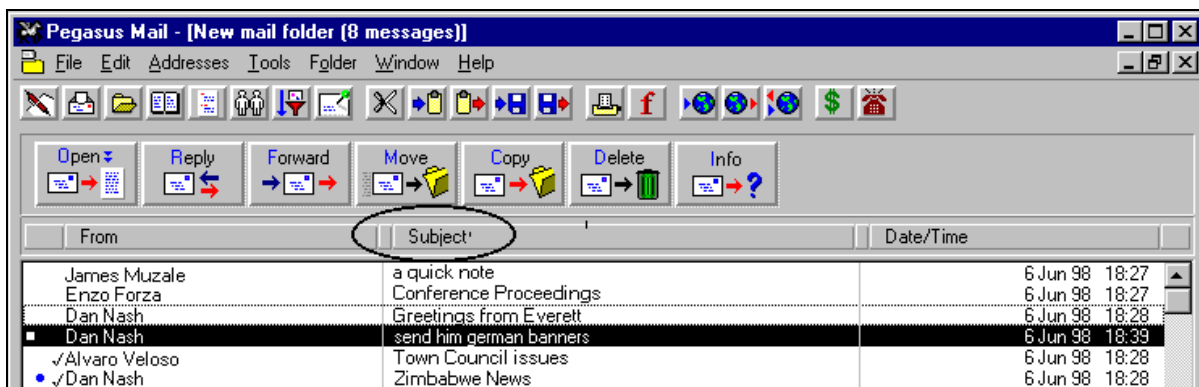 Pegasus Mail - [New mail folder (8 messages)]
File Edit Addresses Tools Folder Window Help
f $
Open Reply Forward Move Copy Delete Info
?
From Subject Date/Time
James Muzale a quick note 6 Jun 98 18:27
Enzo Forza Conference Proceedings 6 Jun 98 18:27
Dan Nash Greetings from Everett 6 Jun 98 18:28
Dan Nash send him german banners 6 Jun 98 18:39
√Alvaro Veloso Town Council issues 6 Jun 98 18:28
• √Dan Nash Zimbabwe News 6 Jun 98 18:28